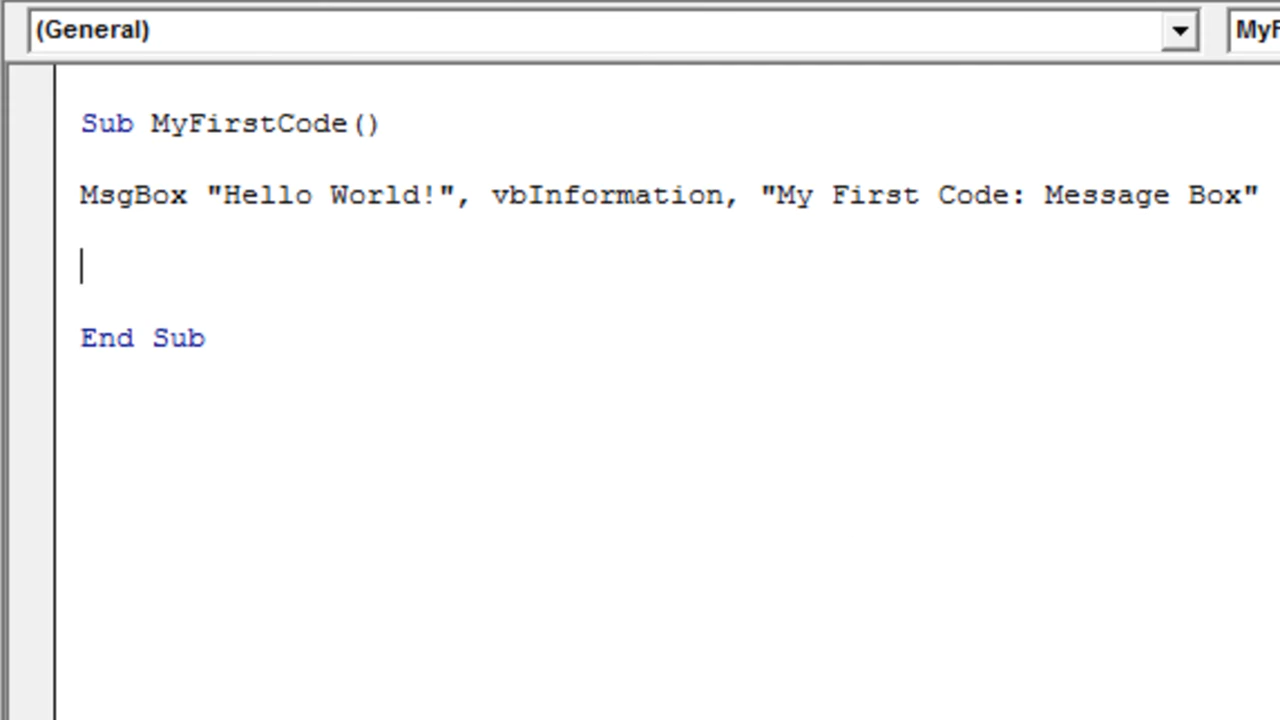 (General)
MyF
Sub MyFirstCode()
MsgBox "Hello World!", vbInformation, "My First Code: Message Box"
End Sub